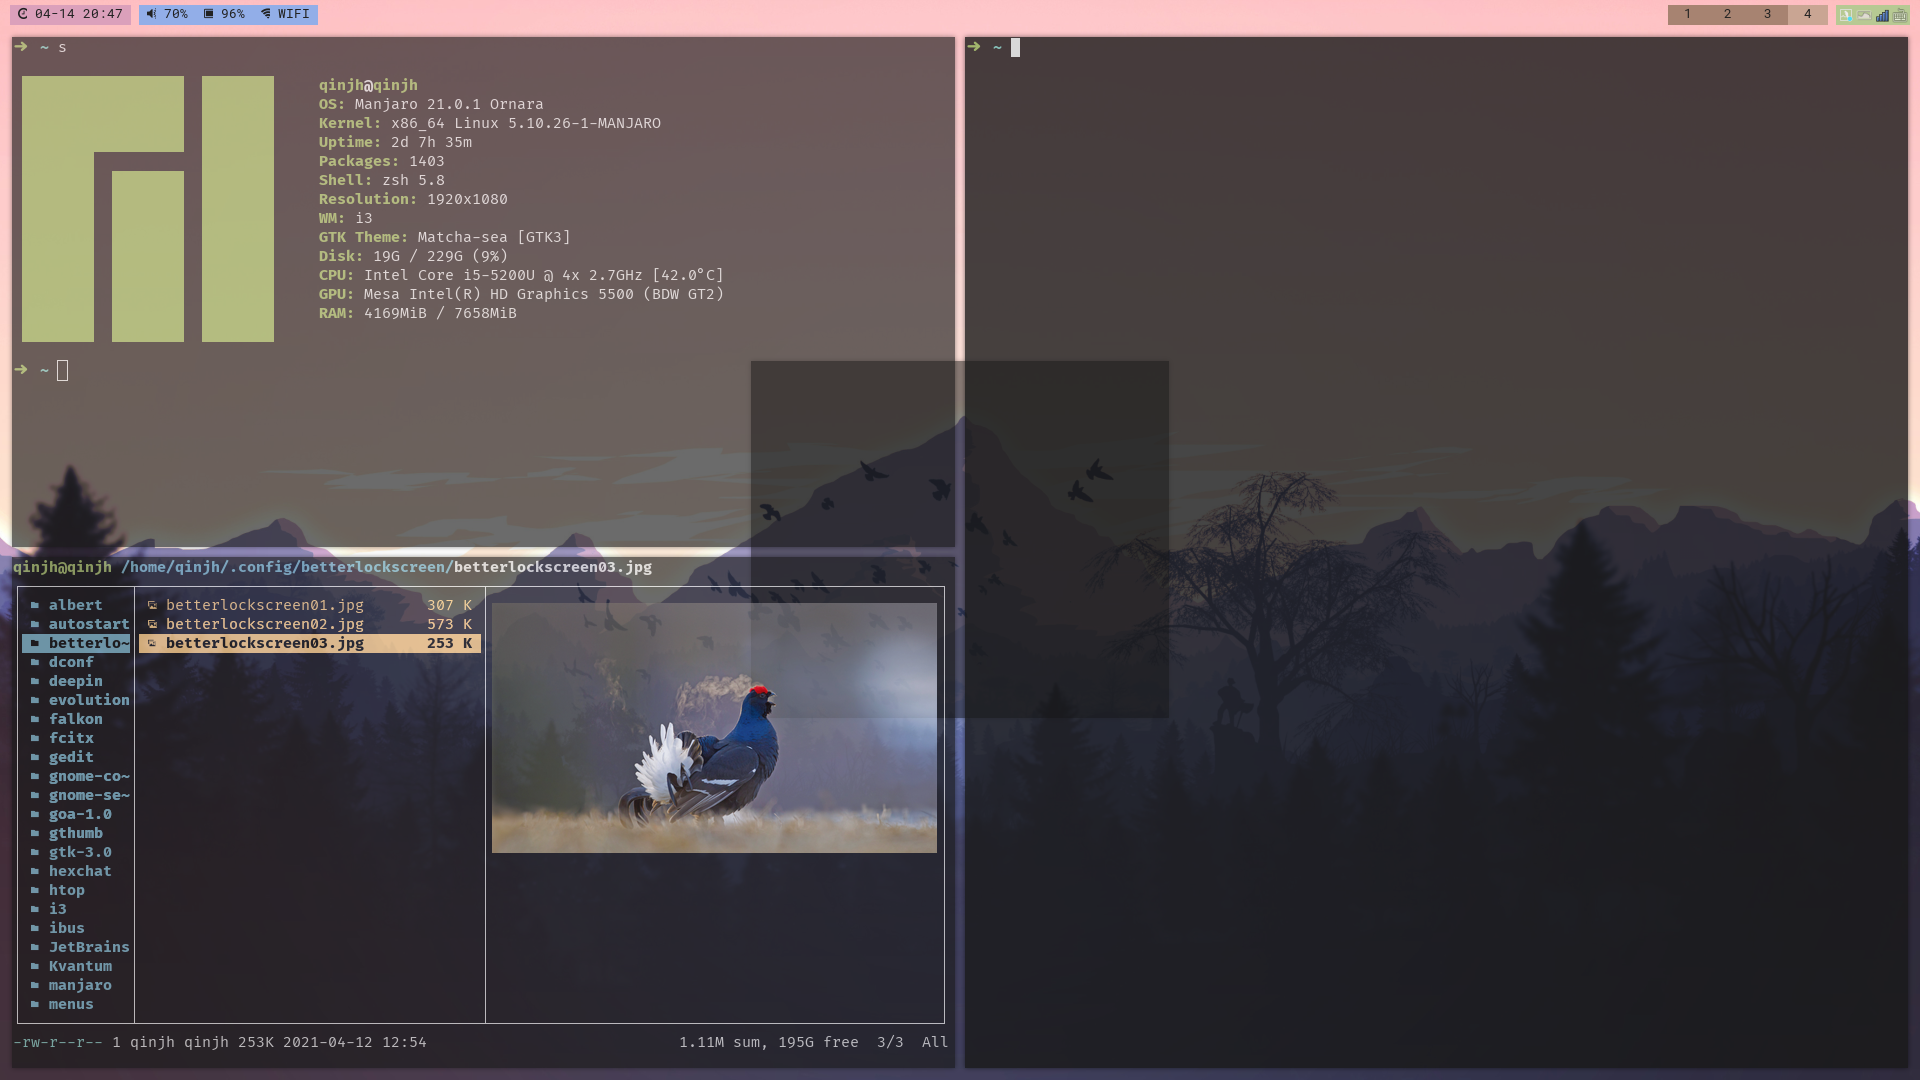 04-14 20:47 70% 96% WIFI 1 2 3 4
➜ ~ s
qinjh@qinjh
OS: Manjaro 21.0.1 Ornara
Kernel: x86_64 Linux 5.10.26-1-MANJARO
Uptime: 2d 7h 35m
Packages: 1403
Shell: zsh 5.8
Resolution: 1920x1080
WM: i3
GTK Theme: Matcha-sea [GTK3]
Disk: 19G / 229G (9%)
CPU: Intel Core i5-5200U @ 4x 2.7GHz [42.0°C]
GPU: Mesa Intel(R) HD Graphics 5500 (BDW GT2)
RAM: 4169MiB / 7658MiB
➜ ~
➜ ~
qinjh@qinjh /home/qinjh/.config/betterlockscreen/betterlockscreen03.jpg
albert
autostart
betterlo~
dconf
deepin
evolution
falkon
fcitx
gedit
gnome-co~
gnome-se~
goa-1.0
gthumb
gtk-3.0
hexchat
htop
i3
ibus
JetBrains
Kvantum
manjaro
menus
betterlockscreen01.jpg 307 K
betterlockscreen02.jpg 573 K
betterlockscreen03.jpg 253 K
-rw-r--r-- 1 qinjh qinjh 253K 2021-04-12 12:54 1.11M sum, 195G free 3/3 All